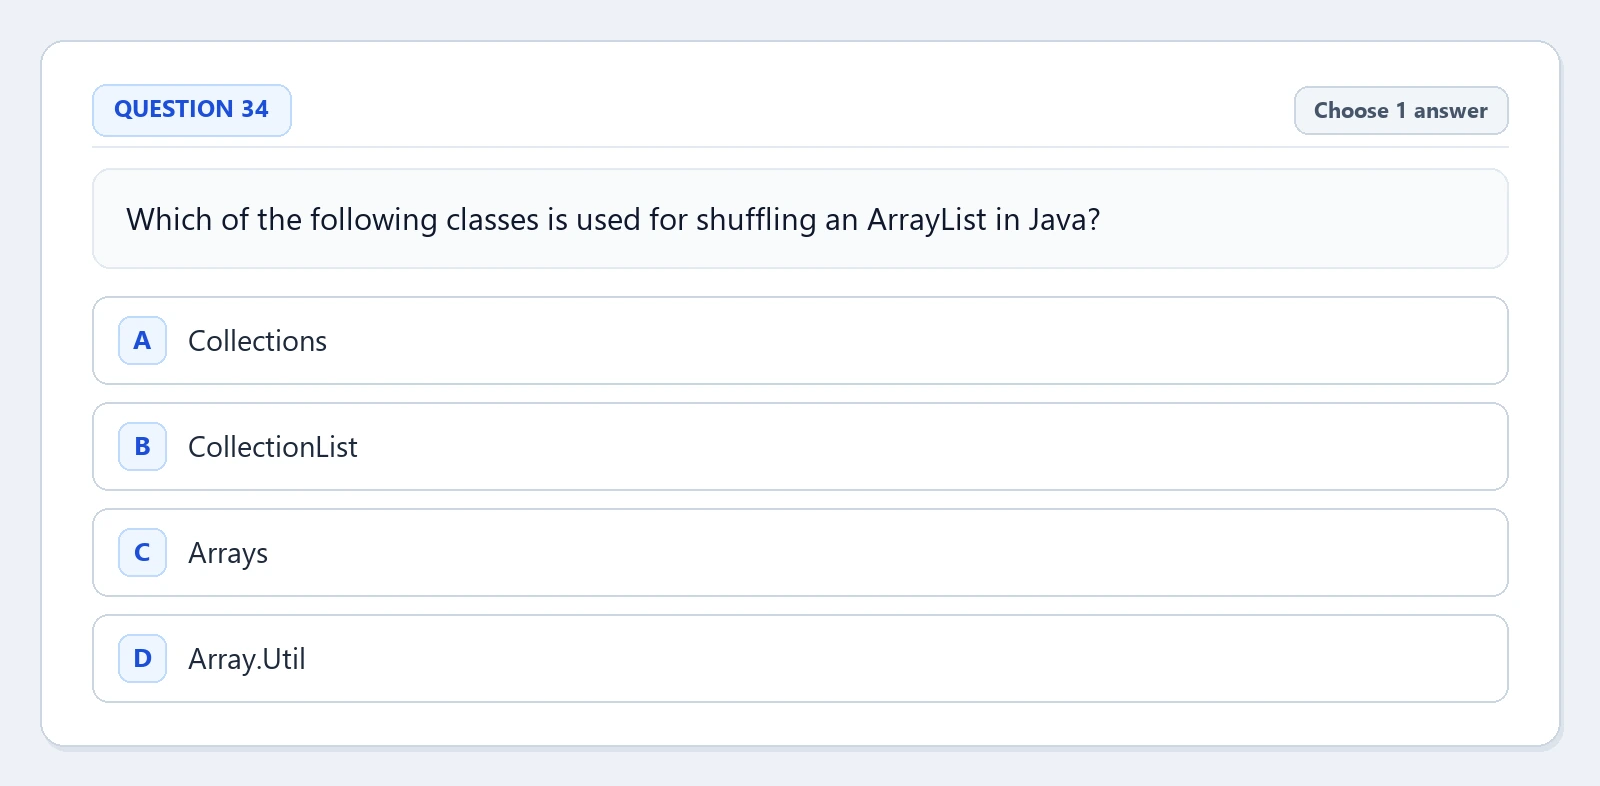 QUESTION 34
Choose 1 answer
Which of the following classes is used for shuffling an ArrayList in Java?
A Collections
B CollectionList
C Arrays
D Array.Util